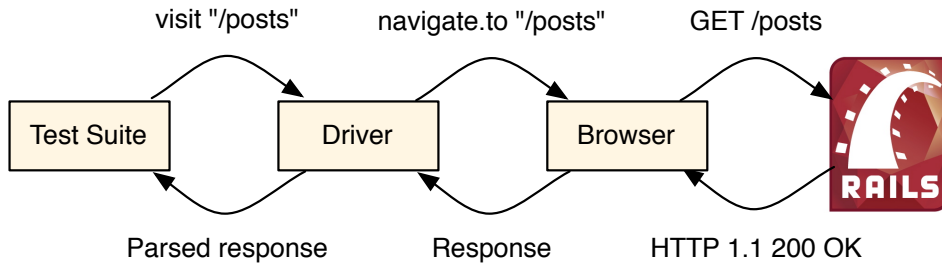 visit "/posts"
navigate.to "/posts"
GET /posts
Test Suite
Driver
Browser
RAILS
Parsed response
Response
HTTP 1.1 200 OK